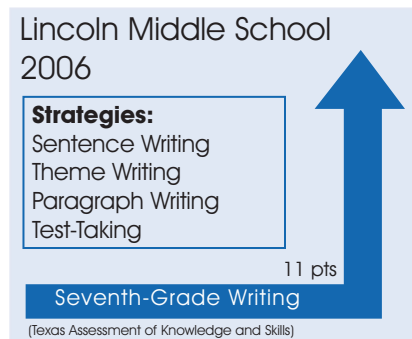 Lincoln Middle School
2006
Strategies:
Sentence Writing
Theme Writing
Paragraph Writing
Test-Taking
11 pts
Seventh-Grade Writing
(Texas Assessment of Knowledge and Skills)